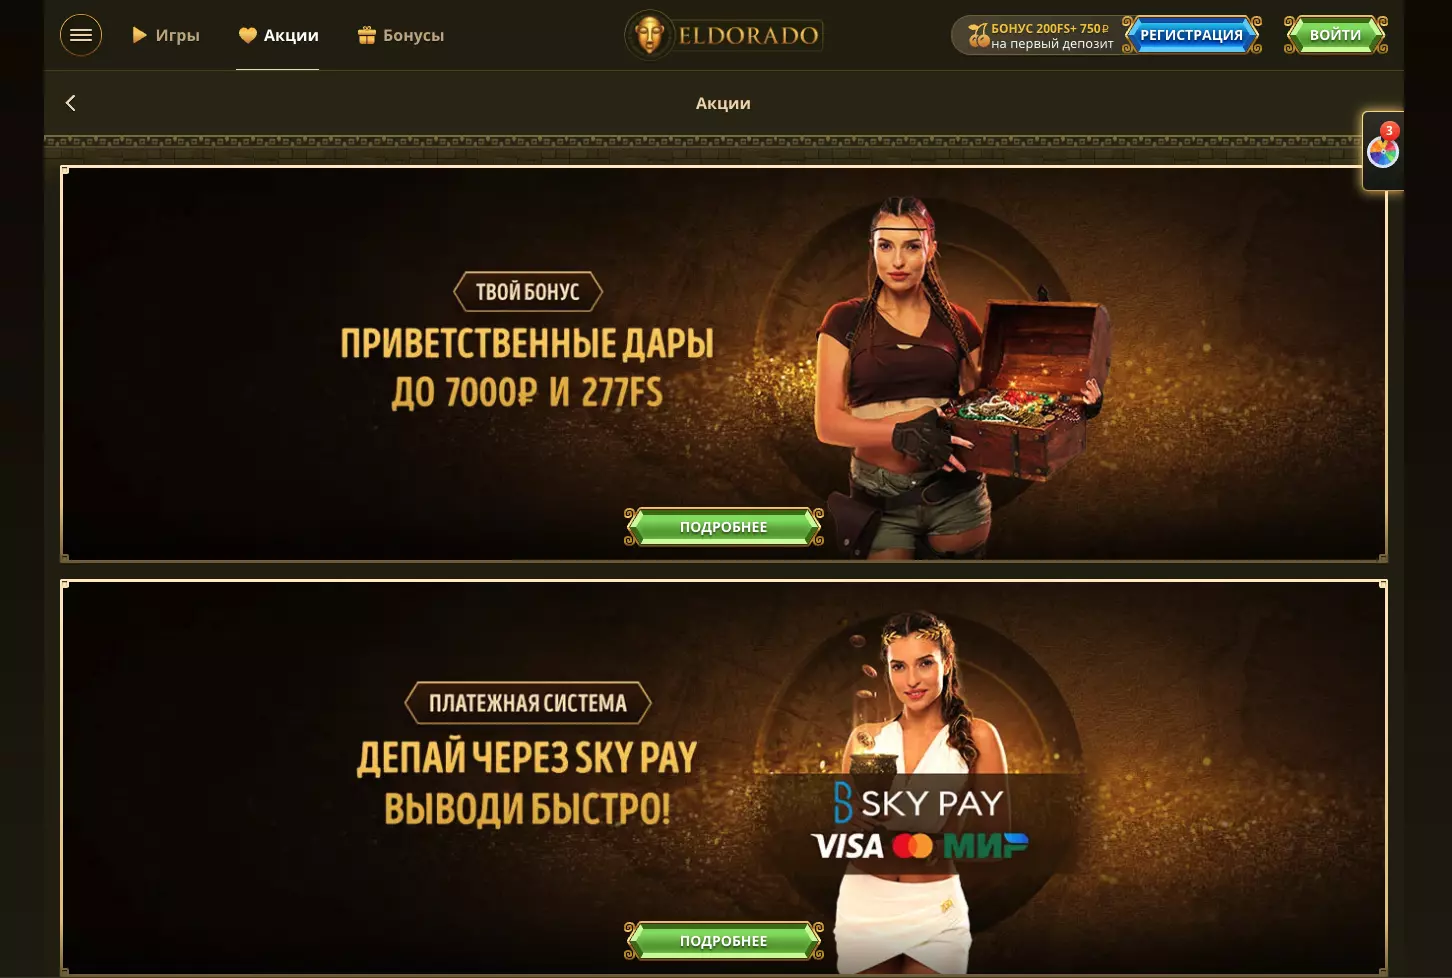 Игры
Акции
Бонусы
ELDORADO
БОНУС 200FS+ 750₽
на первый депозит
РЕГИСТРАЦИЯ
ВОЙТИ
Акции
3
ТВОЙ БОНУС
ПРИВЕТСТВЕННЫЕ ДАРЫ
ДО 7000₽ И 277FS
ПОДРОБНЕЕ
ПЛАТЕЖНАЯ СИСТЕМА
ДЕПАЙ ЧЕРЕЗ SKY PAY
ВЫВОДИ БЫСТРО!
SKY PAY
VISA МИР
ПОДРОБНЕЕ